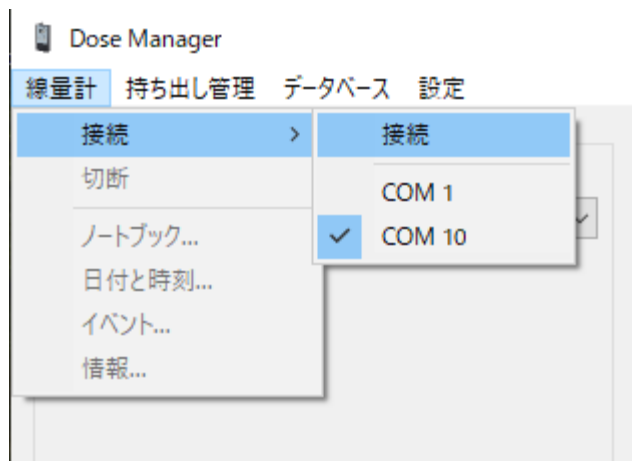 Dose Manager
線量計 持ち出し管理 データベース 設定
接続
切断
ノートブック...
日付と時刻...
イベント...
情報...
接続
COM 1
COM 10